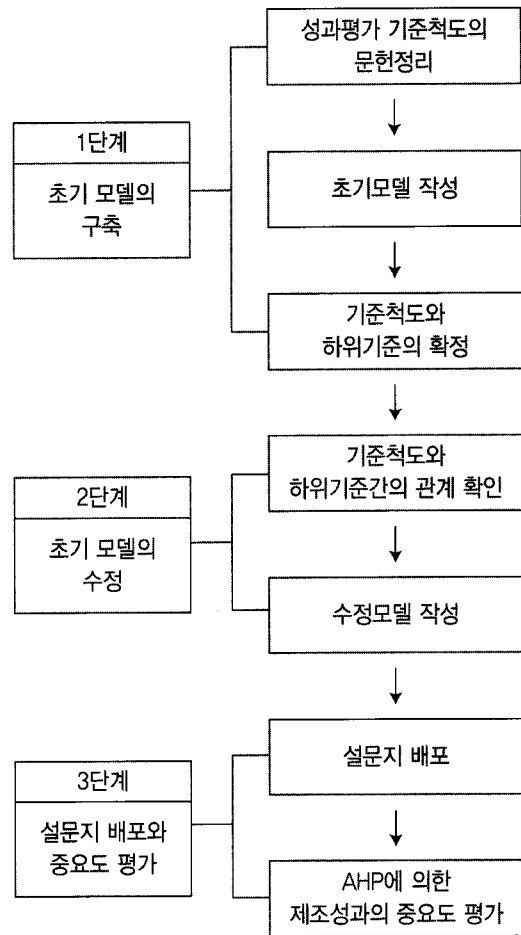 성과평가 기준척도의
문헌정리
1단계
초기 모델의
구축
초기모델 작성
기준척도와
하위기준의 확정
기준척도와
하위기준간의 관계 확인
2단계
초기 모델의
수정
수정모델 작성
설문지 배포
3단계
설문지 배포와
중요도 평가
AHP에 의한
제조성과의 중요도 평가